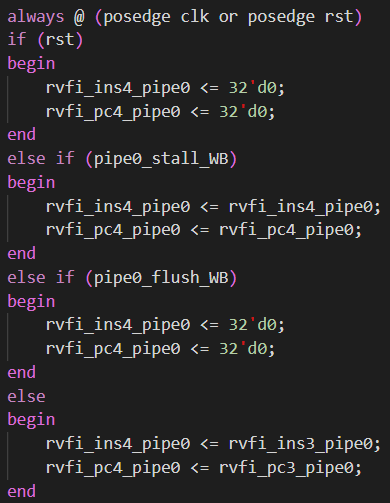 always @ (posedge clk or posedge rst)
if (rst)
begin
    rvfi_ins4_pipe0 <= 32'd0;
    rvfi_pc4_pipe0 <= 32'd0;
end
else if (pipe0_stall_WB)
begin
    rvfi_ins4_pipe0 <= rvfi_ins4_pipe0;
    rvfi_pc4_pipe0 <= rvfi_pc4_pipe0;
end
else if (pipe0_flush_WB)
begin
    rvfi_ins4_pipe0 <= 32'd0;
    rvfi_pc4_pipe0 <= 32'd0;
end
else
begin
    rvfi_ins4_pipe0 <= rvfi_ins3_pipe0;
    rvfi_pc4_pipe0 <= rvfi_pc3_pipe0;
end